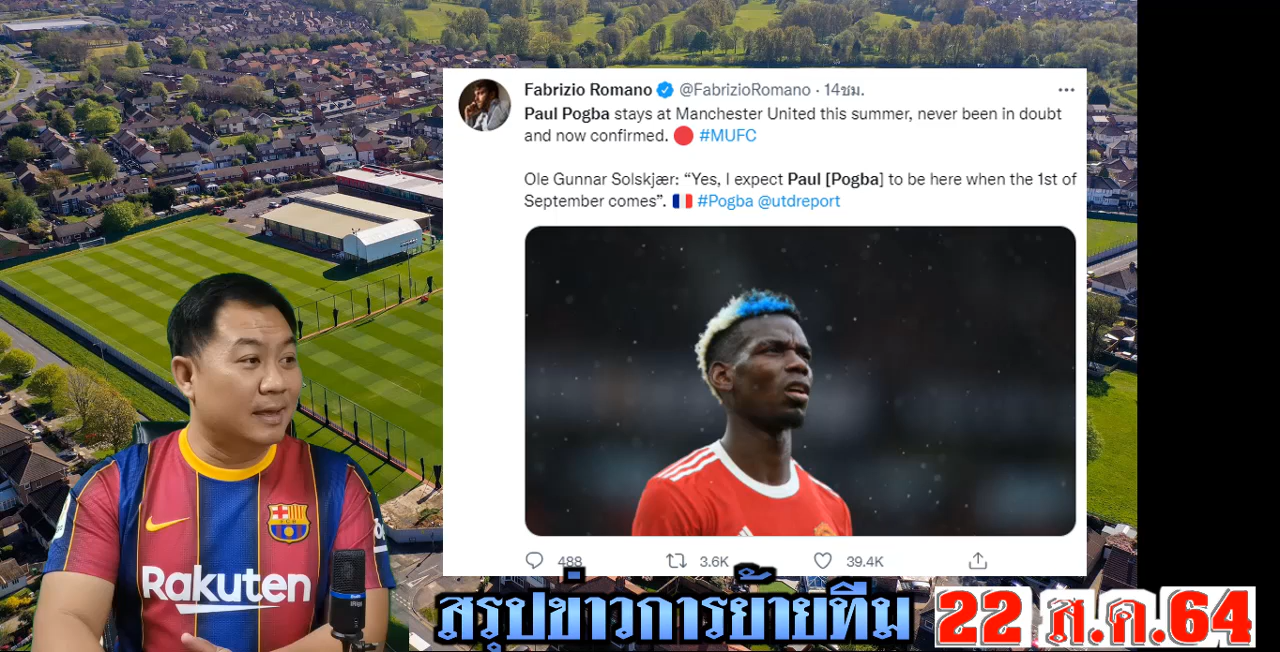 Fabrizio Romano @FabrizioRomano · 14ชม.
Paul Pogba stays at Manchester United this summer, never been in doubt
and now confirmed. 🔴 #MUFC
Ole Gunnar Solskjær: “Yes, I expect Paul [Pogba] to be here when the 1st of
September comes”. 🇫🇷 #Pogba @utdreport
488 3.6K 39.4K
Rakuten
สรุปข่าวการย้ายทีม 22 ส.ค.64